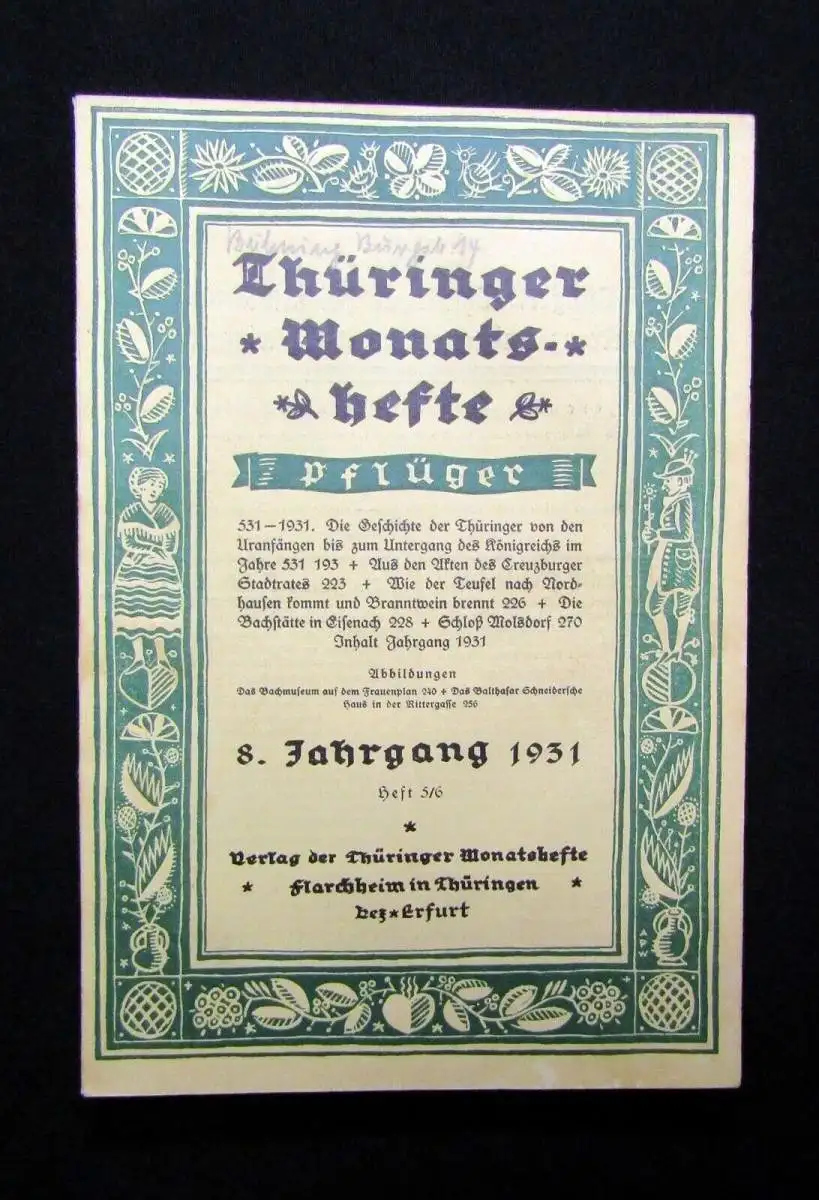 Thüringer
* Monats- *
hefte
Pflüger
531–1931. Die Geschichte der Thüringer von den
Uranfängen bis zum Untergang des Königreichs im
Jahre 531 193 + Aus den Akten des Creuzburger
Stadtrates 223 + Wie der Teufel nach Nord-
hausen kommt und Branntwein brennt 226 + Die
Bachstätte in Eisenach 228 + Schloß Molsdorf 270
Inhalt Jahrgang 1931
Abbildungen
Das Bachmuseum auf dem Frauenplan 240 + Das Balthasar Schneidersche
Haus in der Rittergasse 256
8. Jahrgang 1931
Heft 5/6
*
Verlag der Thüringer Monatshefte
* Flarchheim in Thüringen *
Bez * Erfurt
APW